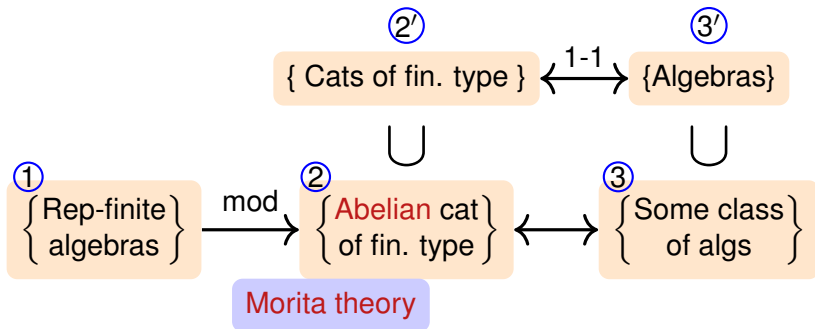 2′ 3′
{ Cats of fin. type } 1-1 {Algebras}
∪ ∪
1 2 3
{Rep-finite algebras} mod {Abelian cat of fin. type} {Some class of algs}
Morita theory